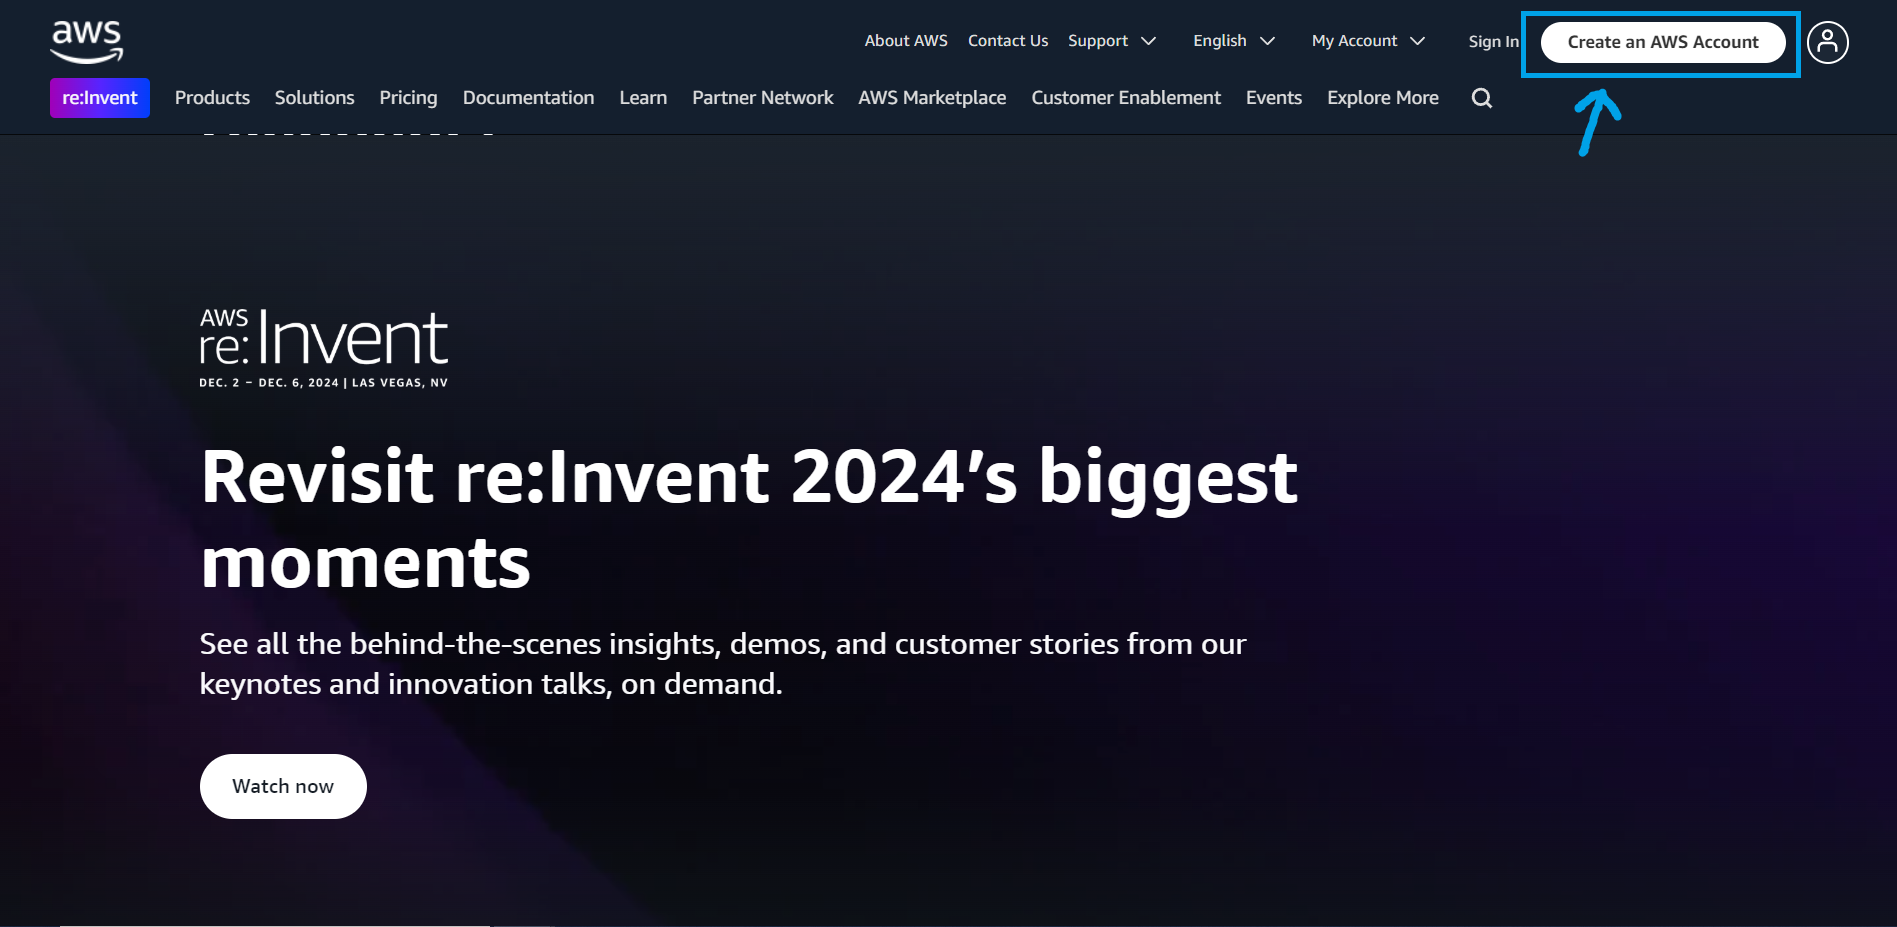 aws
About AWS Contact Us Support English My Account Sign In Create an AWS Account
re:Invent Products Solutions Pricing Documentation Learn Partner Network AWS Marketplace Customer Enablement Events Explore More
AWS
re:Invent
DEC. 2 – DEC. 6, 2024 | LAS VEGAS, NV
Revisit re:Invent 2024’s biggest
moments
See all the behind-the-scenes insights, demos, and customer stories from our
keynotes and innovation talks, on demand.
Watch now